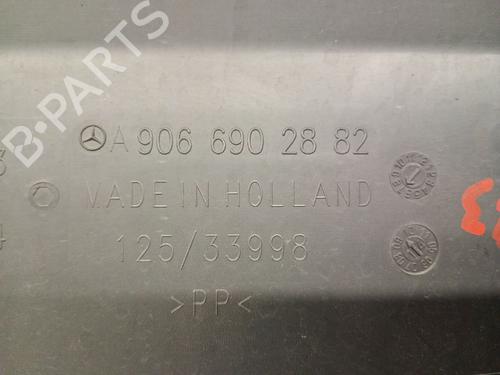 B-PARTS
A 906 690 28 82
MADE IN HOLLAND
125/33998
>PP<